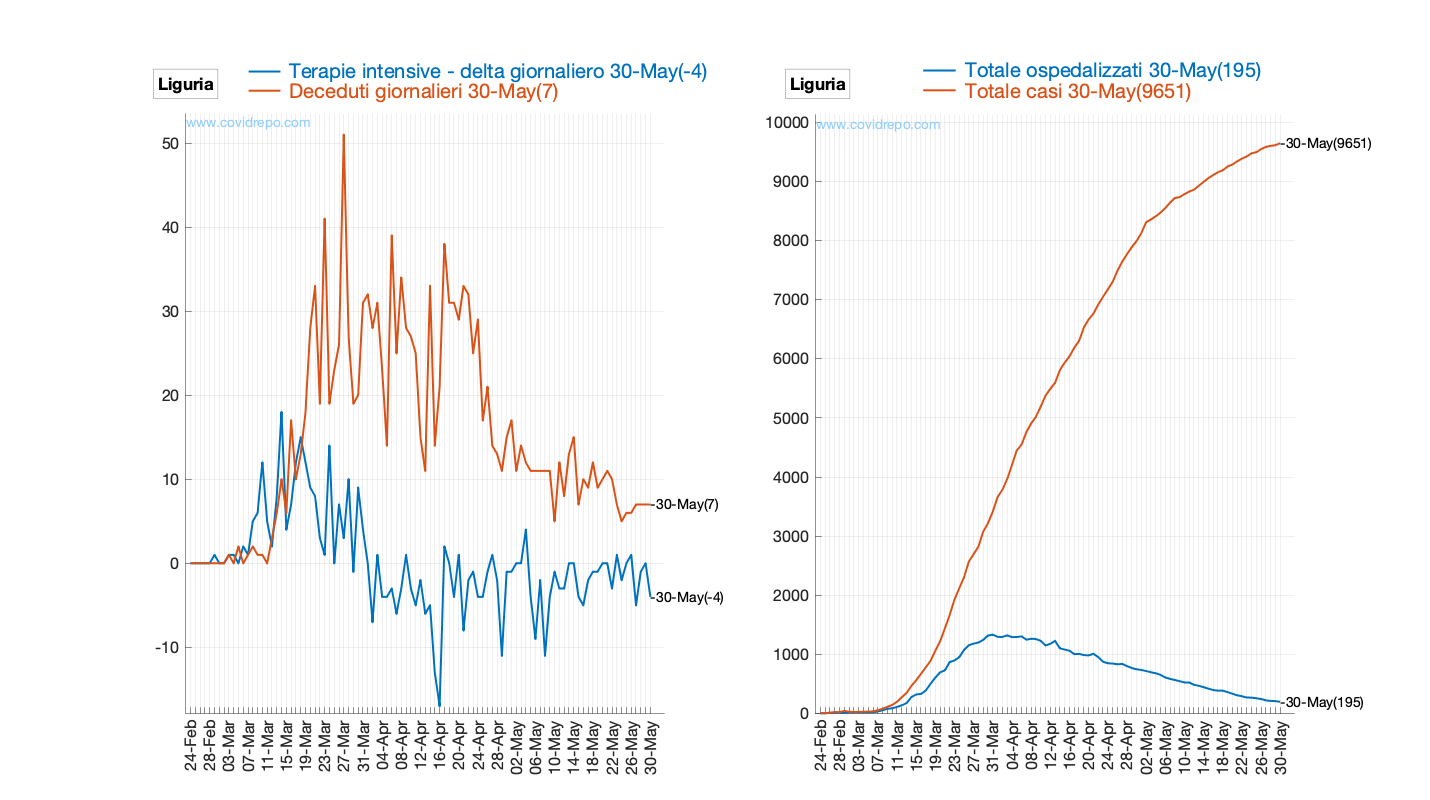 Liguria
Terapie intensive - delta giornaliero 30-May(-4)
Deceduti giornalieri 30-May(7)
www.covidrepo.com
50
40
30
20
10
0
-10
30-May(7)
30-May(-4)
24-Feb
28-Feb
03-Mar
07-Mar
11-Mar
15-Mar
19-Mar
23-Mar
27-Mar
31-Mar
04-Apr
08-Apr
12-Apr
16-Apr
20-Apr
24-Apr
28-Apr
02-May
06-May
10-May
14-May
18-May
22-May
26-May
30-May
Liguria
Totale ospedalizzati 30-May(195)
Totale casi 30-May(9651)
www.covidrepo.com
10000
9000
8000
7000
6000
5000
4000
3000
2000
1000
0
30-May(9651)
30-May(195)
24-Feb
28-Feb
03-Mar
07-Mar
11-Mar
15-Mar
19-Mar
23-Mar
27-Mar
31-Mar
04-Apr
08-Apr
12-Apr
16-Apr
20-Apr
24-Apr
28-Apr
02-May
06-May
10-May
14-May
18-May
22-May
26-May
30-May